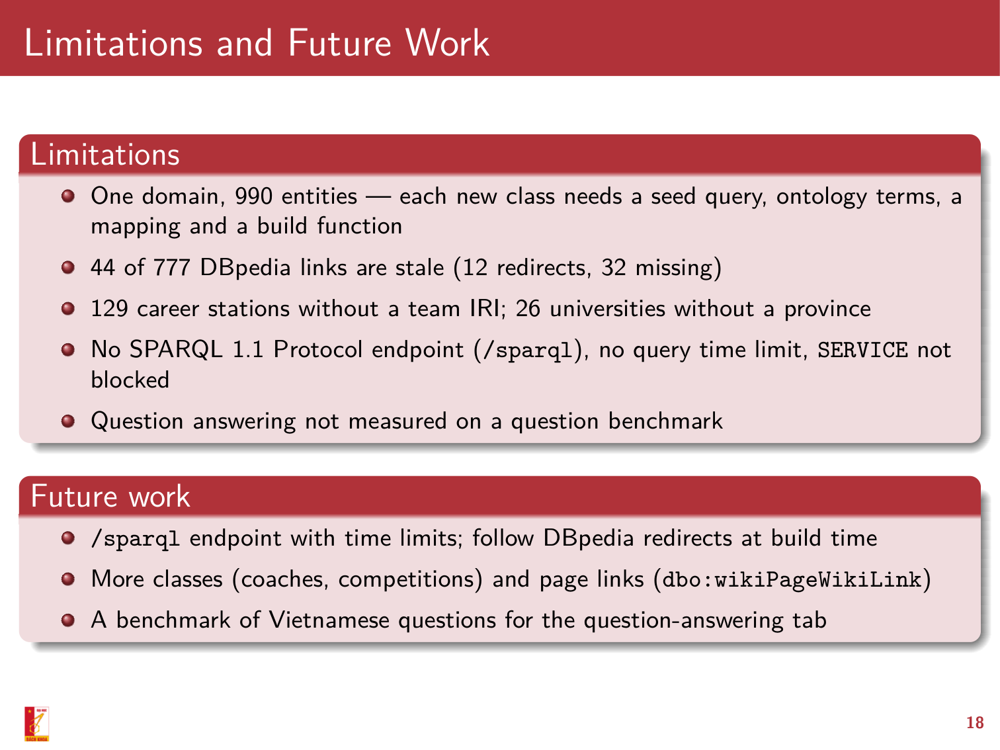 Limitations and Future Work
Limitations
One domain, 990 entities — each new class needs a seed query, ontology terms, a
mapping and a build function
44 of 777 DBpedia links are stale (12 redirects, 32 missing)
129 career stations without a team IRI; 26 universities without a province
No SPARQL 1.1 Protocol endpoint (/sparql), no query time limit, SERVICE not
blocked
Question answering not measured on a question benchmark
Future work
/sparql endpoint with time limits; follow DBpedia redirects at build time
More classes (coaches, competitions) and page links (dbo:wikiPageWikiLink)
A benchmark of Vietnamese questions for the question-answering tab
ĐẠI HỌC
BÁCH KHOA
18